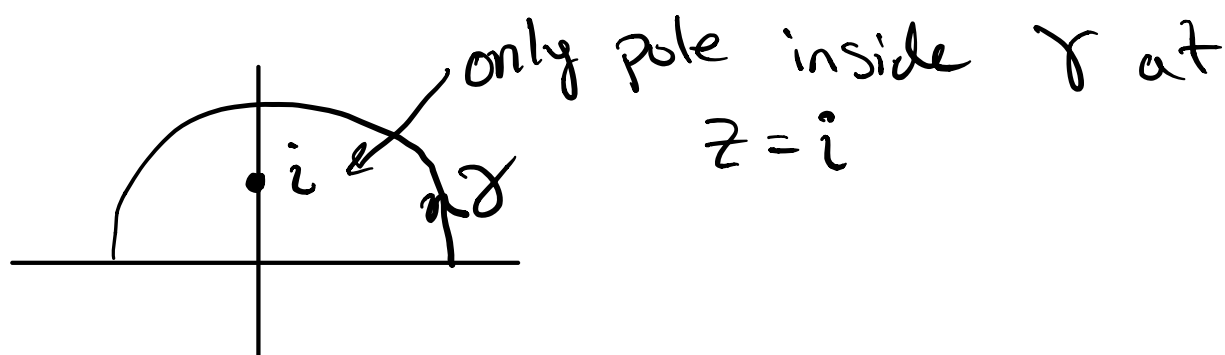 only pole inside γ at
z = i
i
γ